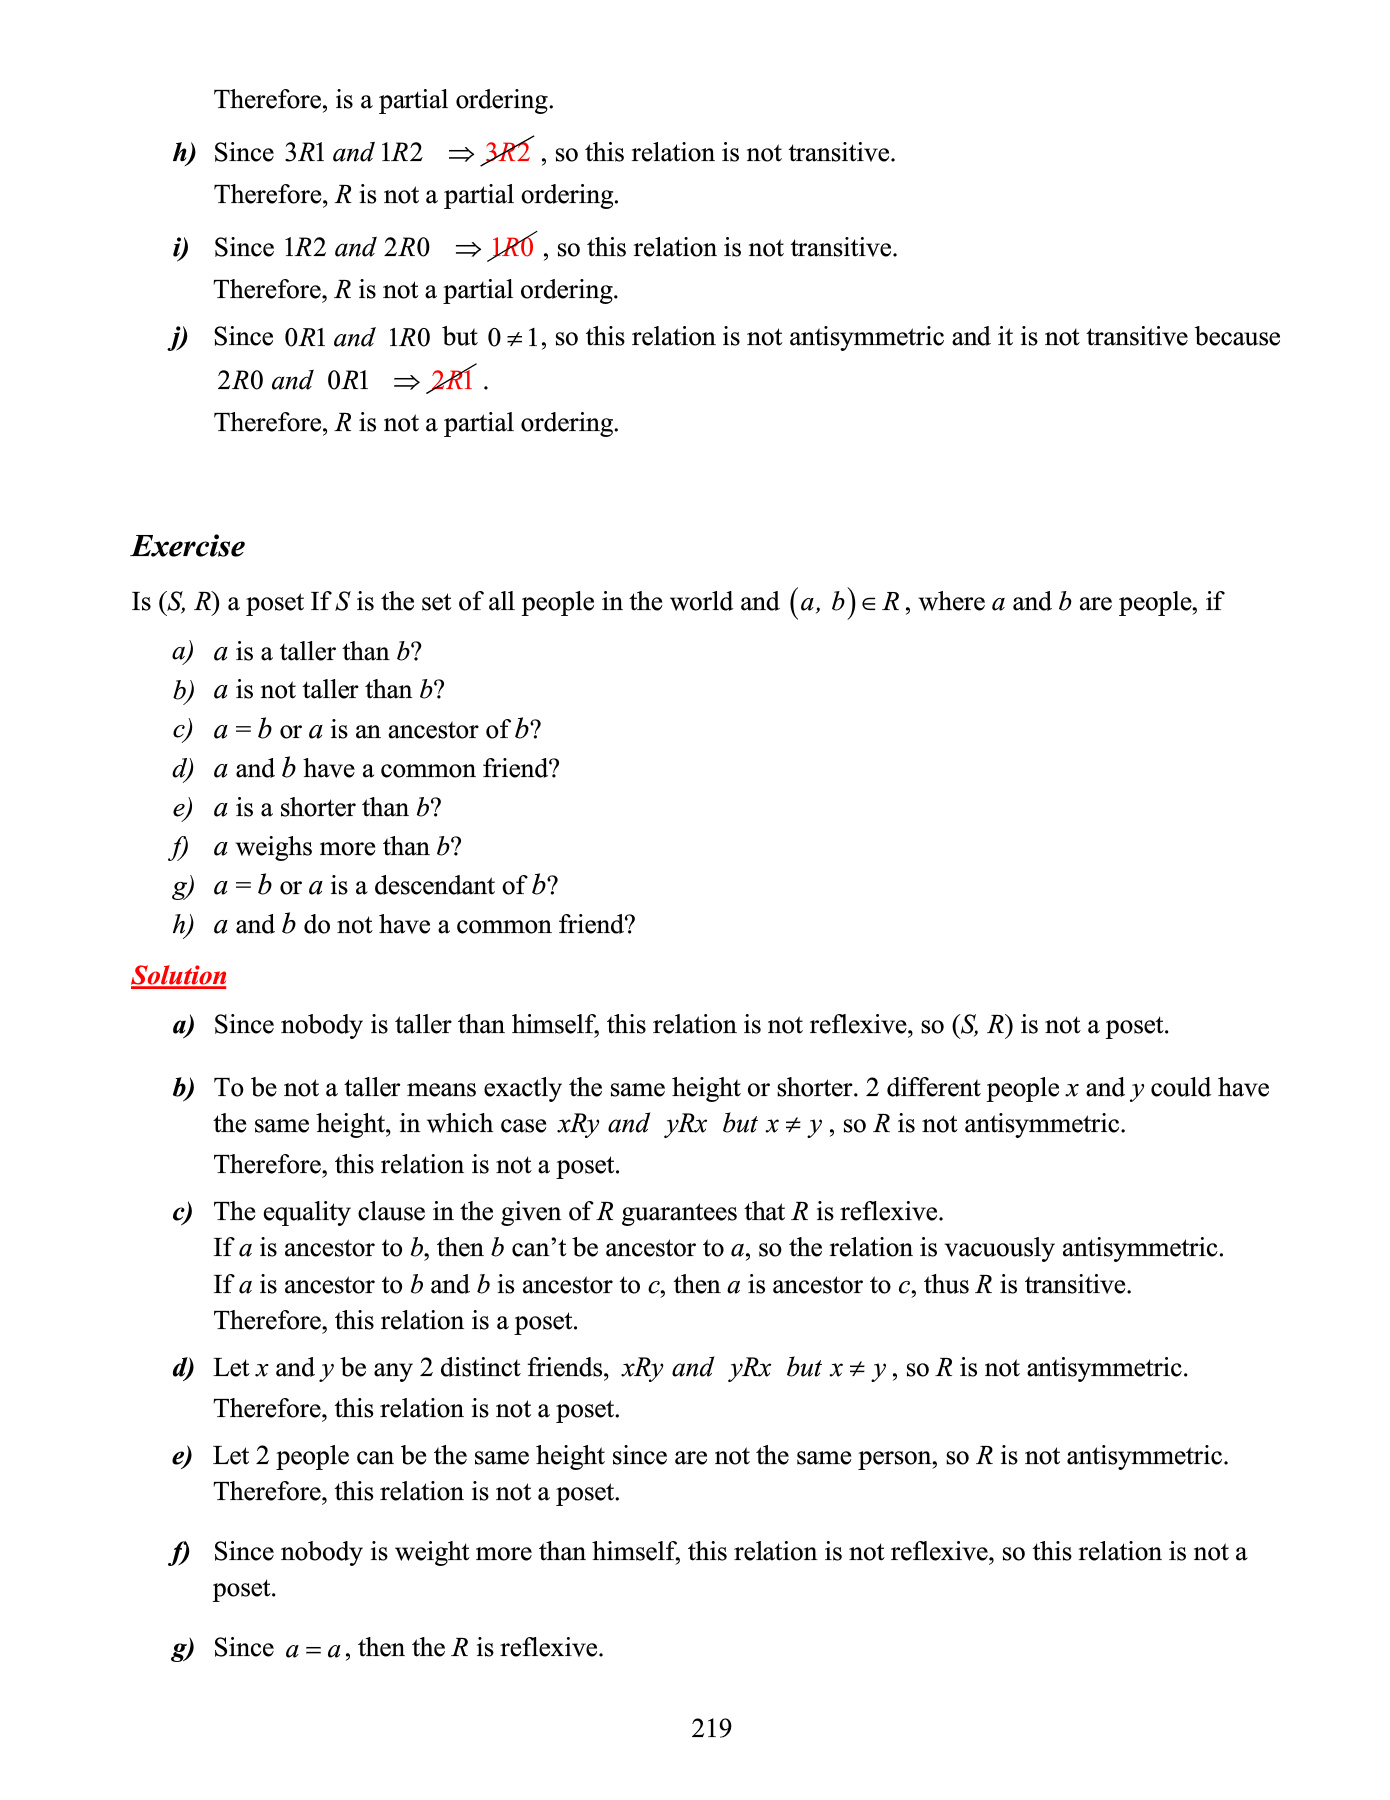 Therefore, is a partial ordering.
h) Since 3R1 and 1R2 ⇒ 3R2 , so this relation is not transitive.
Therefore, R is not a partial ordering.
i) Since 1R2 and 2R0 ⇒ 1R0 , so this relation is not transitive.
Therefore, R is not a partial ordering.
j) Since 0R1 and 1R0 but 0 ≠ 1, so this relation is not antisymmetric and it is not transitive because
2R0 and 0R1 ⇒ 2R1 .
Therefore, R is not a partial ordering.
Exercise
Is (S, R) a poset If S is the set of all people in the world and (a, b) ∈ R, where a and b are people, if
a) a is a taller than b?
b) a is not taller than b?
c) a = b or a is an ancestor of b?
d) a and b have a common friend?
e) a is a shorter than b?
f) a weighs more than b?
g) a = b or a is a descendant of b?
h) a and b do not have a common friend?
Solution
a) Since nobody is taller than himself, this relation is not reflexive, so (S, R) is not a poset.
b) To be not a taller means exactly the same height or shorter. 2 different people x and y could have
the same height, in which case xRy and yRx but x ≠ y , so R is not antisymmetric.
Therefore, this relation is not a poset.
c) The equality clause in the given of R guarantees that R is reflexive.
If a is ancestor to b, then b can’t be ancestor to a, so the relation is vacuously antisymmetric.
If a is ancestor to b and b is ancestor to c, then a is ancestor to c, thus R is transitive.
Therefore, this relation is a poset.
d) Let x and y be any 2 distinct friends, xRy and yRx but x ≠ y , so R is not antisymmetric.
Therefore, this relation is not a poset.
e) Let 2 people can be the same height since are not the same person, so R is not antisymmetric.
Therefore, this relation is not a poset.
f) Since nobody is weight more than himself, this relation is not reflexive, so this relation is not a
poset.
g) Since a = a, then the R is reflexive.
219